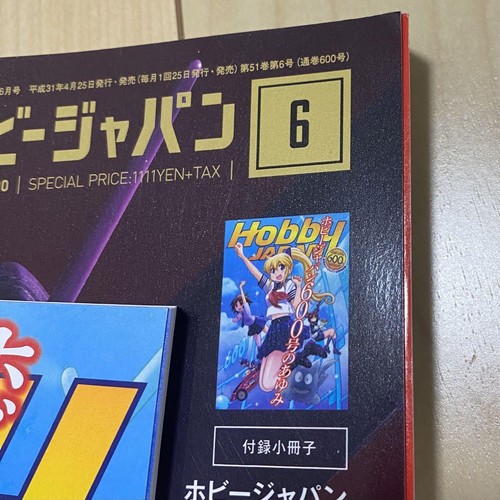 6月号 平成31年4月25日発行・発売(毎月1回25日発行・発売)第51巻第6号(通巻600号)
ビージャパン 6
00 | SPECIAL PRICE:1111YEN+TAX |
Hobby
JAPAN
600
ホビージャパン600号のあゆみ
付録小冊子
ホビージャパン